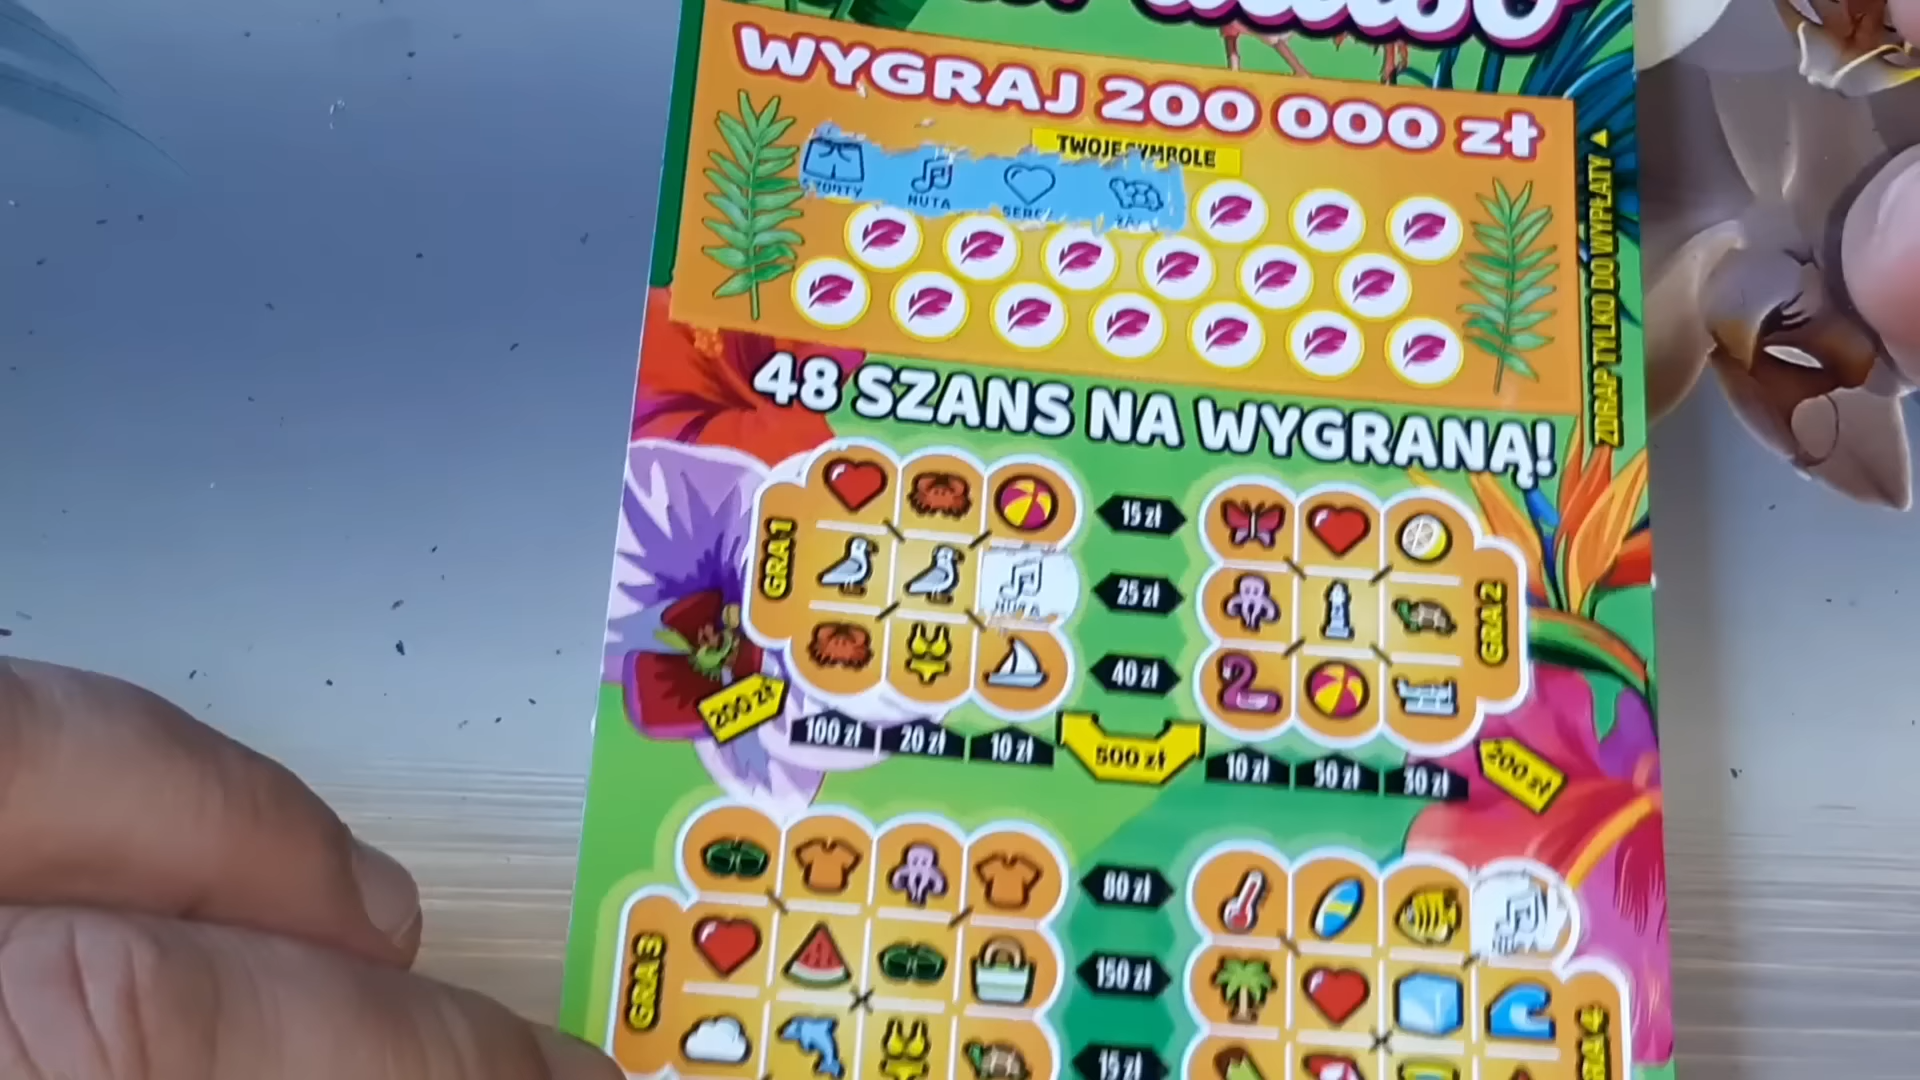 WYGRAJ 200 000 zł
TWOJE SYMBOLE
NUTA
ZDRAP TYLKO DO WYPŁATY
48 SZANS NA WYGRANĄ!
GRA 1
15 zł
25 zł
40 zł
GRA 2
NUTA
200 zł
100 zł
20 zł
10 zł
500 zł
10 zł
50 zł
30 zł
200 zł
GRA 3
80 zł
150 zł
15 zł
GRA 4